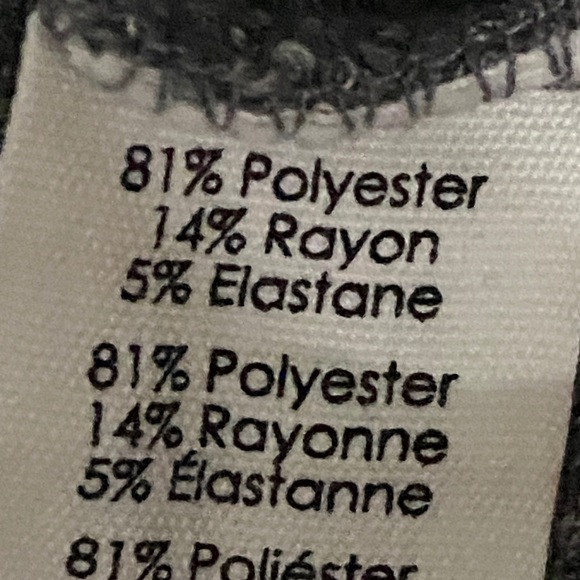 81% Polyester
14% Rayon
5% Elastane
81% Polyester
14% Rayonne
5% Élastanne
81% Poliéster